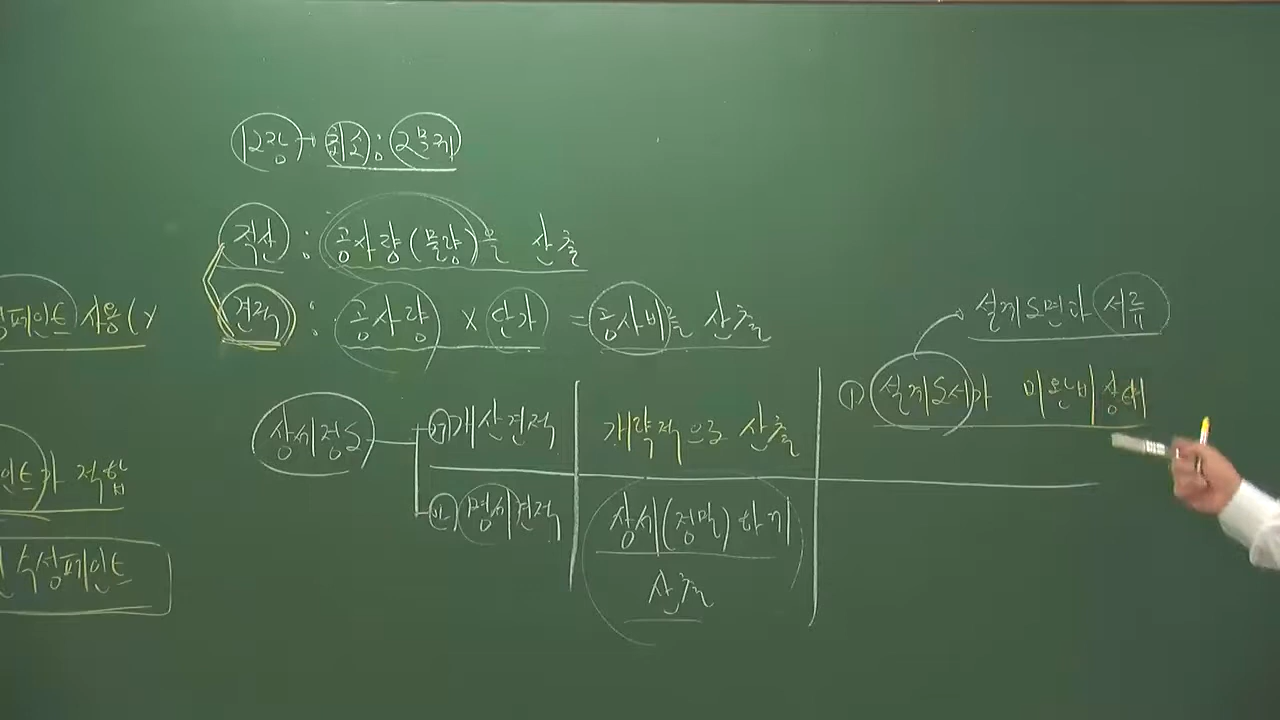 12장 → 최소 : 2문제
적산 : 공사량(물량)을 산출
견적 : 공사량 x 단가 = 공사비를 산출
페인트 사용(X
가 적합
수성페인트
설계도면과 서류
상세정도
㉠ 개산견적 개략적으로 산출 ① 설계도서가 미완비 상태
㉡ 명세견적 상세(정밀)하게 산출